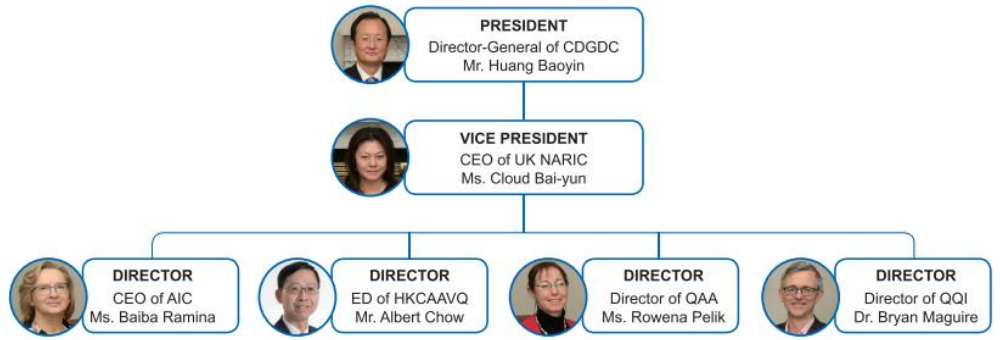 PRESIDENT
Director-General of CDGDC
Mr. Huang Baoyin
VICE PRESIDENT
CEO of UK NARIC
Ms. Cloud Bai-yun
DIRECTOR
CEO of AIC
Ms. Baiba Ramina
DIRECTOR
ED of HKCAAVQ
Mr. Albert Chow
DIRECTOR
Director of QAA
Ms. Rowena Pelik
DIRECTOR
Director of QQI
Dr. Bryan Maguire